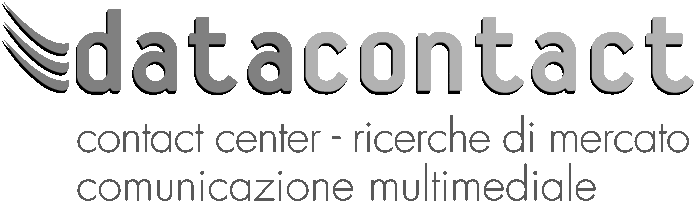 datacontact
contact center - ricerche di mercato
comunicazione multimediale